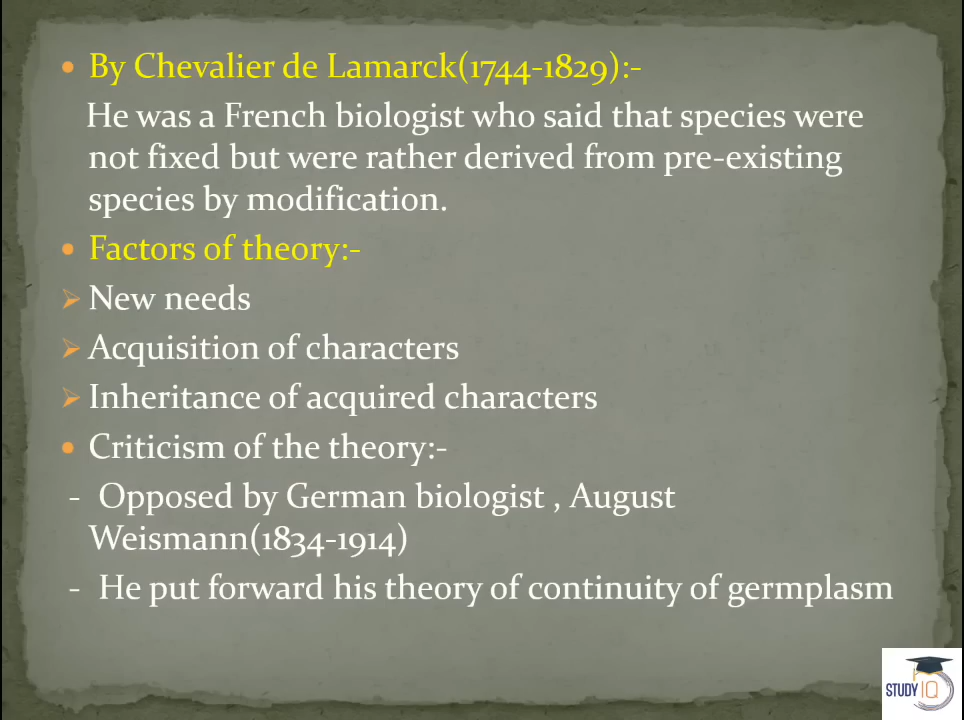 By Chevalier de Lamarck(1744-1829):-
He was a French biologist who said that species were
not fixed but were rather derived from pre-existing
species by modification.
Factors of theory:-
New needs
Acquisition of characters
Inheritance of acquired characters
Criticism of the theory:-
- Opposed by German biologist , August
Weismann(1834-1914)
- He put forward his theory of continuity of germplasm
STUDY IQ